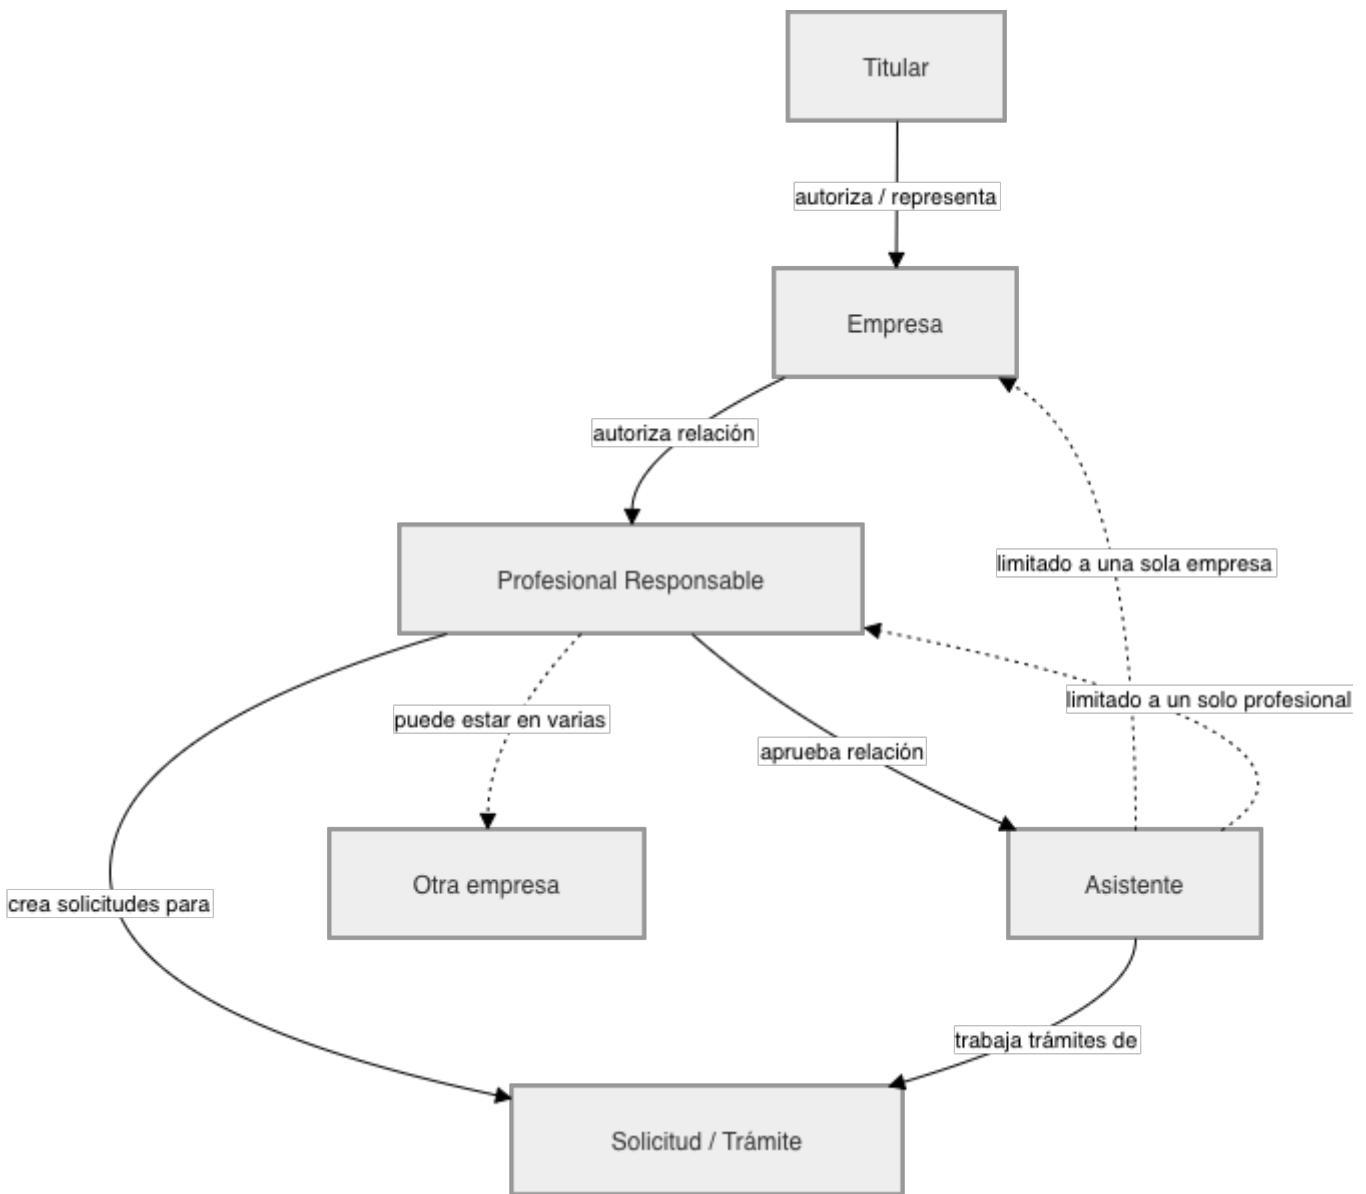 Titular
autoriza / representa
Empresa
autoriza relación
Profesional Responsable
limitado a una sola empresa
limitado a un solo profesional
puede estar en varias
aprueba relación
Otra empresa
Asistente
crea solicitudes para
trabaja trámites de
Solicitud / Trámite